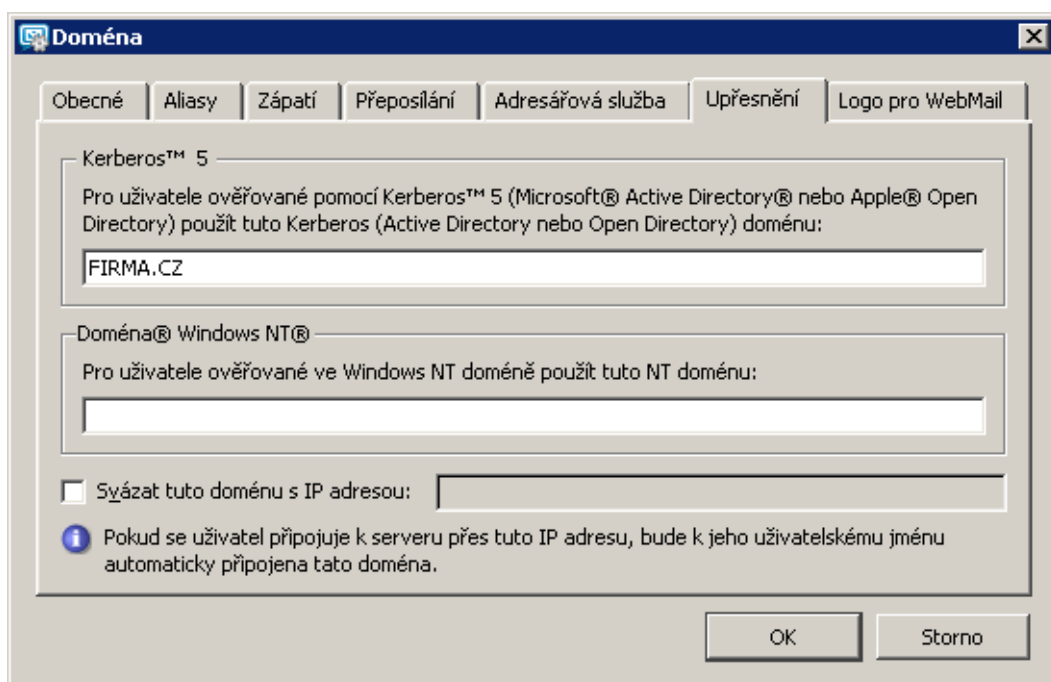 Doména
Obecné Aliasy Zápatí Přeposílání Adresářová služba Upřesnění Logo pro WebMail
Kerberos™ 5
Pro uživatele ověřované pomocí Kerberos™ 5 (Microsoft® Active Directory® nebo Apple® Open
Directory) použít tuto Kerberos (Active Directory nebo Open Directory) doménu:
FIRMA.CZ
Doména® Windows NT®
Pro uživatele ověřované ve Windows NT doméně použít tuto NT doménu:
Svázat tuto doménu s IP adresou:
Pokud se uživatel připojuje k serveru přes tuto IP adresu, bude k jeho uživatelskému jménu
automaticky připojena tato doména.
OK Storno